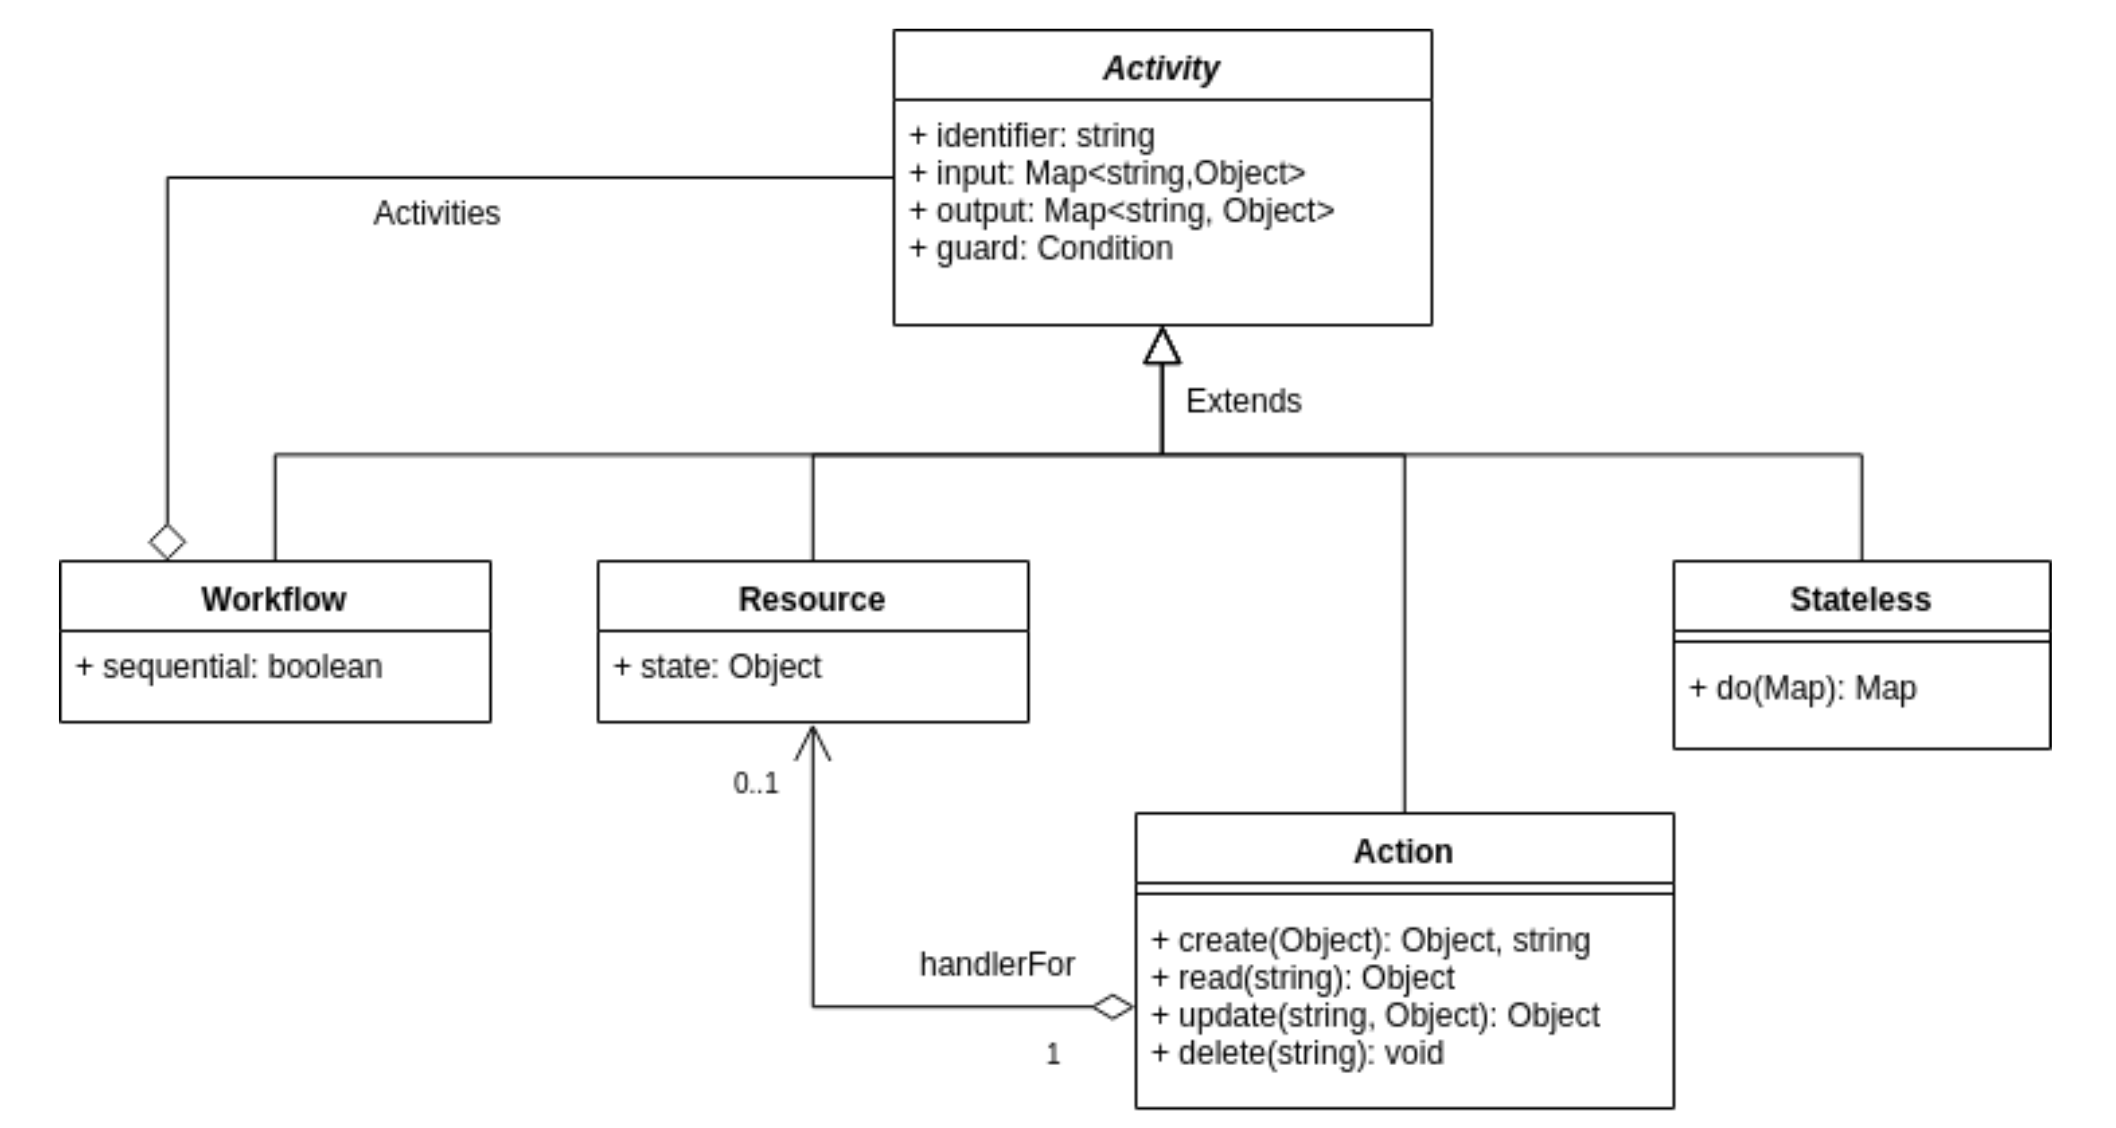 Activity
+ identifier: string
+ input: Map<string,Object>
+ output: Map<string, Object>
+ guard: Condition
Activities
Extends
Workflow
+ sequential: boolean
Resource
+ state: Object
Stateless
+ do(Map): Map
0..1
handlerFor
1
Action
+ create(Object): Object, string
+ read(string): Object
+ update(string, Object): Object
+ delete(string): void